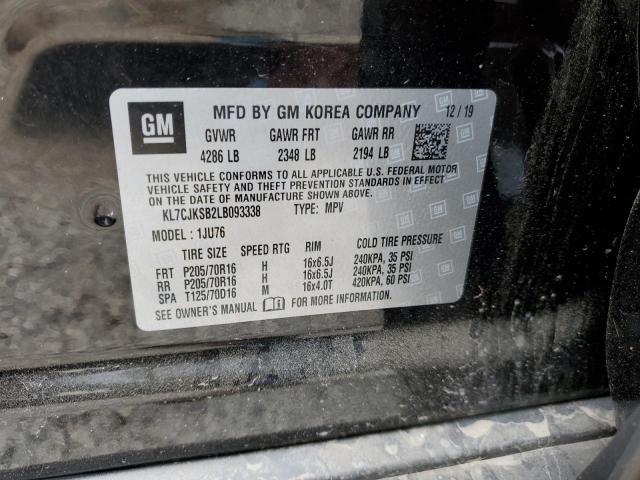 GM
MFD BY GM KOREA COMPANY 12/19
GVWR GAWR FRT GAWR RR
4286 LB 2348 LB 2194 LB
THIS VEHICLE CONFORMS TO ALL APPLICABLE U.S. FEDERAL MOTOR
VEHICLE SAFETY AND THEFT PREVENTION STANDARDS IN EFFECT
ON THE DATE OF MANUFACTURE SHOWN ABOVE.
KL7CJKSB2LB093338 TYPE: MPV
MODEL: 1JU76
TIRE SIZE SPEED RTG RIM COLD TIRE PRESSURE
FRT P205/70R16 H 16x6.5J 240KPA, 35 PSI
RR P205/70R16 H 16x6.5J 240KPA, 35 PSI
SPA T125/70D16 M 16x4.0T 420KPA, 60 PSI
SEE OWNER'S MANUAL FOR MORE INFORMATION.